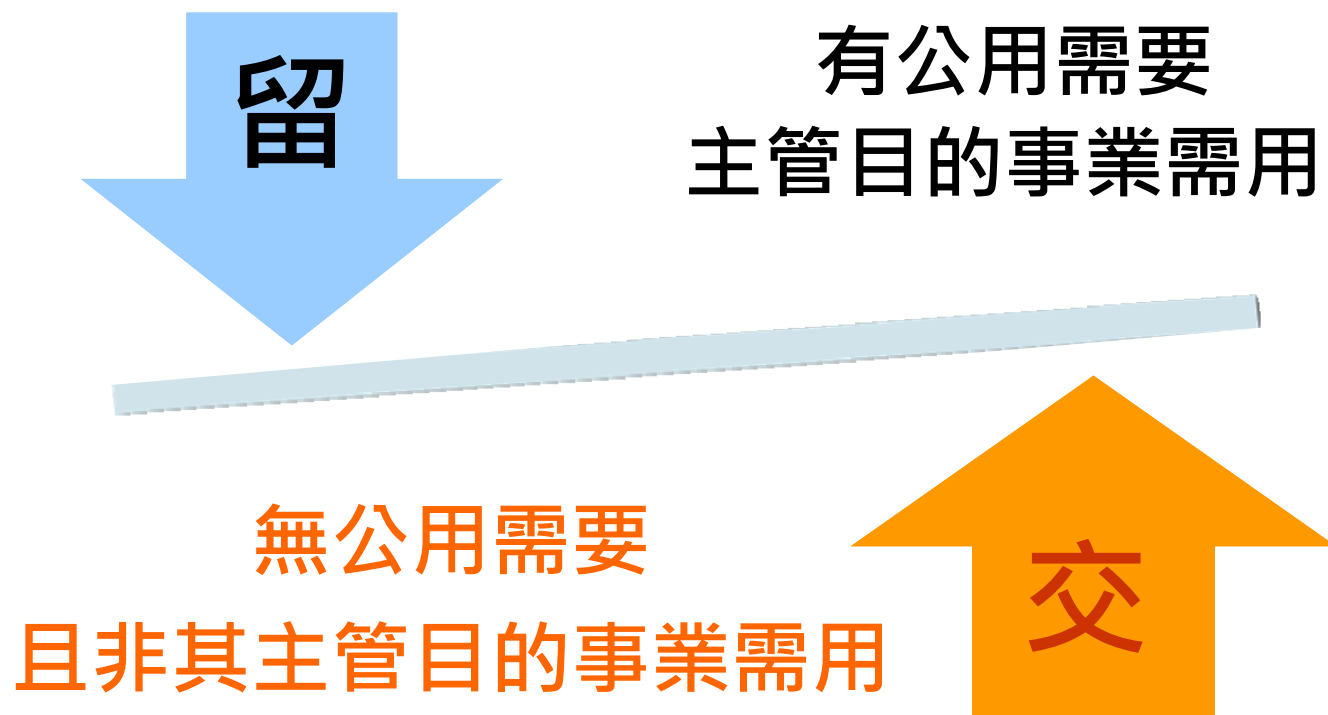 留
有公用需要
主管目的事業需用
無公用需要
且非其主管目的事業需用
交